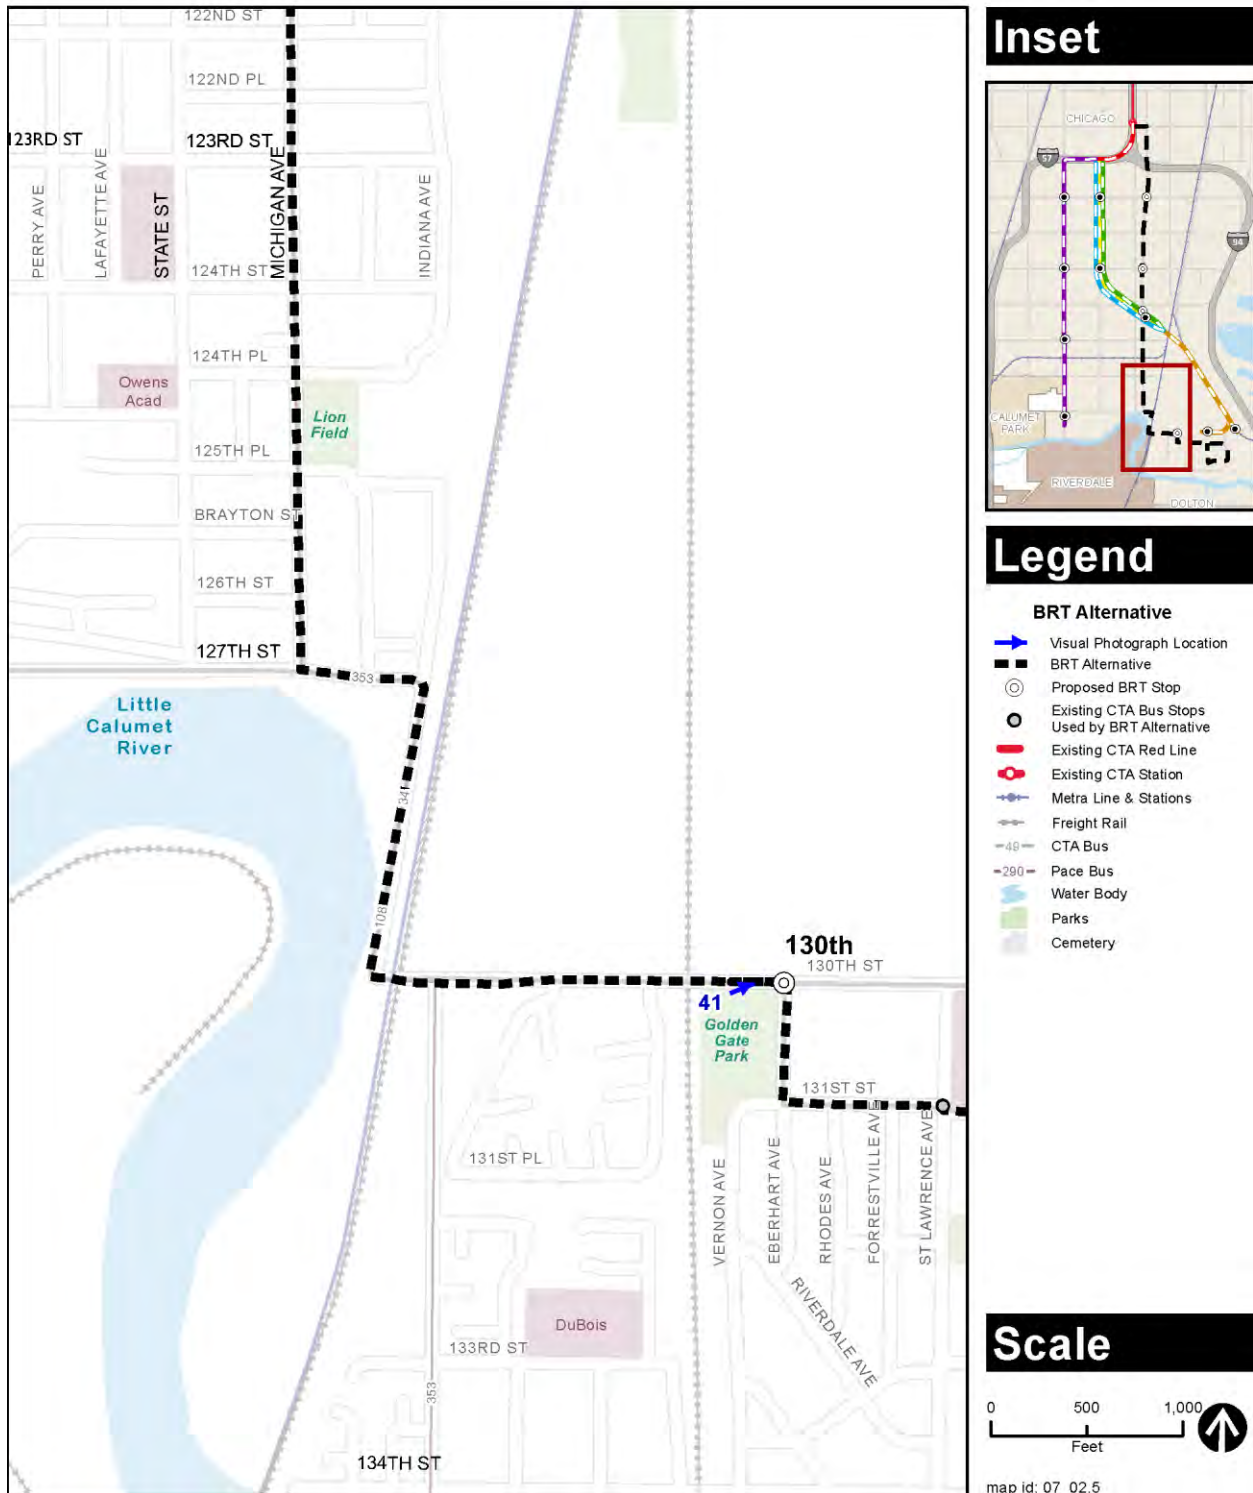 122ND ST
122ND PL
123RD ST
123RD ST
PERRY AVE
LAFAYETTE AVE
STATE ST
MICHIGAN AVE
INDIANA AVE
124TH ST
124TH PL
Owens
Acad
Lion
Field
125TH PL
BRAYTON ST
126TH ST
127TH ST
353
Little
Calumet
River
34
108
130th
130TH ST
41
Golden
Gate
Park
131ST ST
131ST PL
VERNON AVE
EBERHART AVE
RHODES AVE
FORRESTVILLE AVE
ST LAWRENCE AVE
RIVERDALE AVE
DuBois
133RD ST
353
134TH ST
Inset
CHICAGO
57
94
CALUMET
PARK
RIVERDALE
DOLTON
Legend
BRT Alternative
Visual Photograph Location
BRT Alternative
Proposed BRT Stop
Existing CTA Bus Stops
Used by BRT Alternative
Existing CTA Red Line
Existing CTA Station
Metra Line & Stations
Freight Rail
49 CTA Bus
290 Pace Bus
Water Body
Parks
Cemetery
Scale
0 500 1,000
Feet
map id: 07_02.5